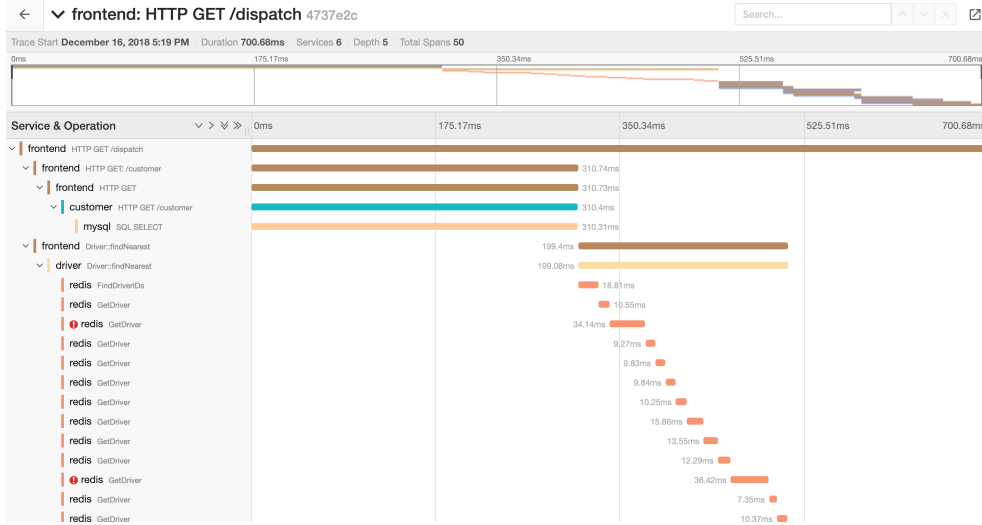 frontend: HTTP GET /dispatch 4737e2c Search...
Trace Start December 16, 2018 5:19 PM Duration 700.68ms Services 6 Depth 5 Total Spans 50
0ms 175.17ms 350.34ms 525.51ms 700.68ms
Service & Operation 0ms 175.17ms 350.34ms 525.51ms 700.68ms
frontend HTTP GET /dispatch
frontend HTTP GET: /customer 310.74ms
frontend HTTP GET 310.73ms
customer HTTP GET /customer 310.4ms
mysql SQL SELECT 310.31ms
frontend Driver::findNearest 199.4ms
driver Driver::findNearest 199.08ms
redis FindDriverIDs 18.81ms
redis GetDriver 10.55ms
redis GetDriver 34.14ms
redis GetDriver 9.27ms
redis GetDriver 9.83ms
redis GetDriver 9.84ms
redis GetDriver 10.25ms
redis GetDriver 15.86ms
redis GetDriver 13.55ms
redis GetDriver 12.29ms
redis GetDriver 36.42ms
redis GetDriver 7.35ms
redis GetDriver 10.37ms